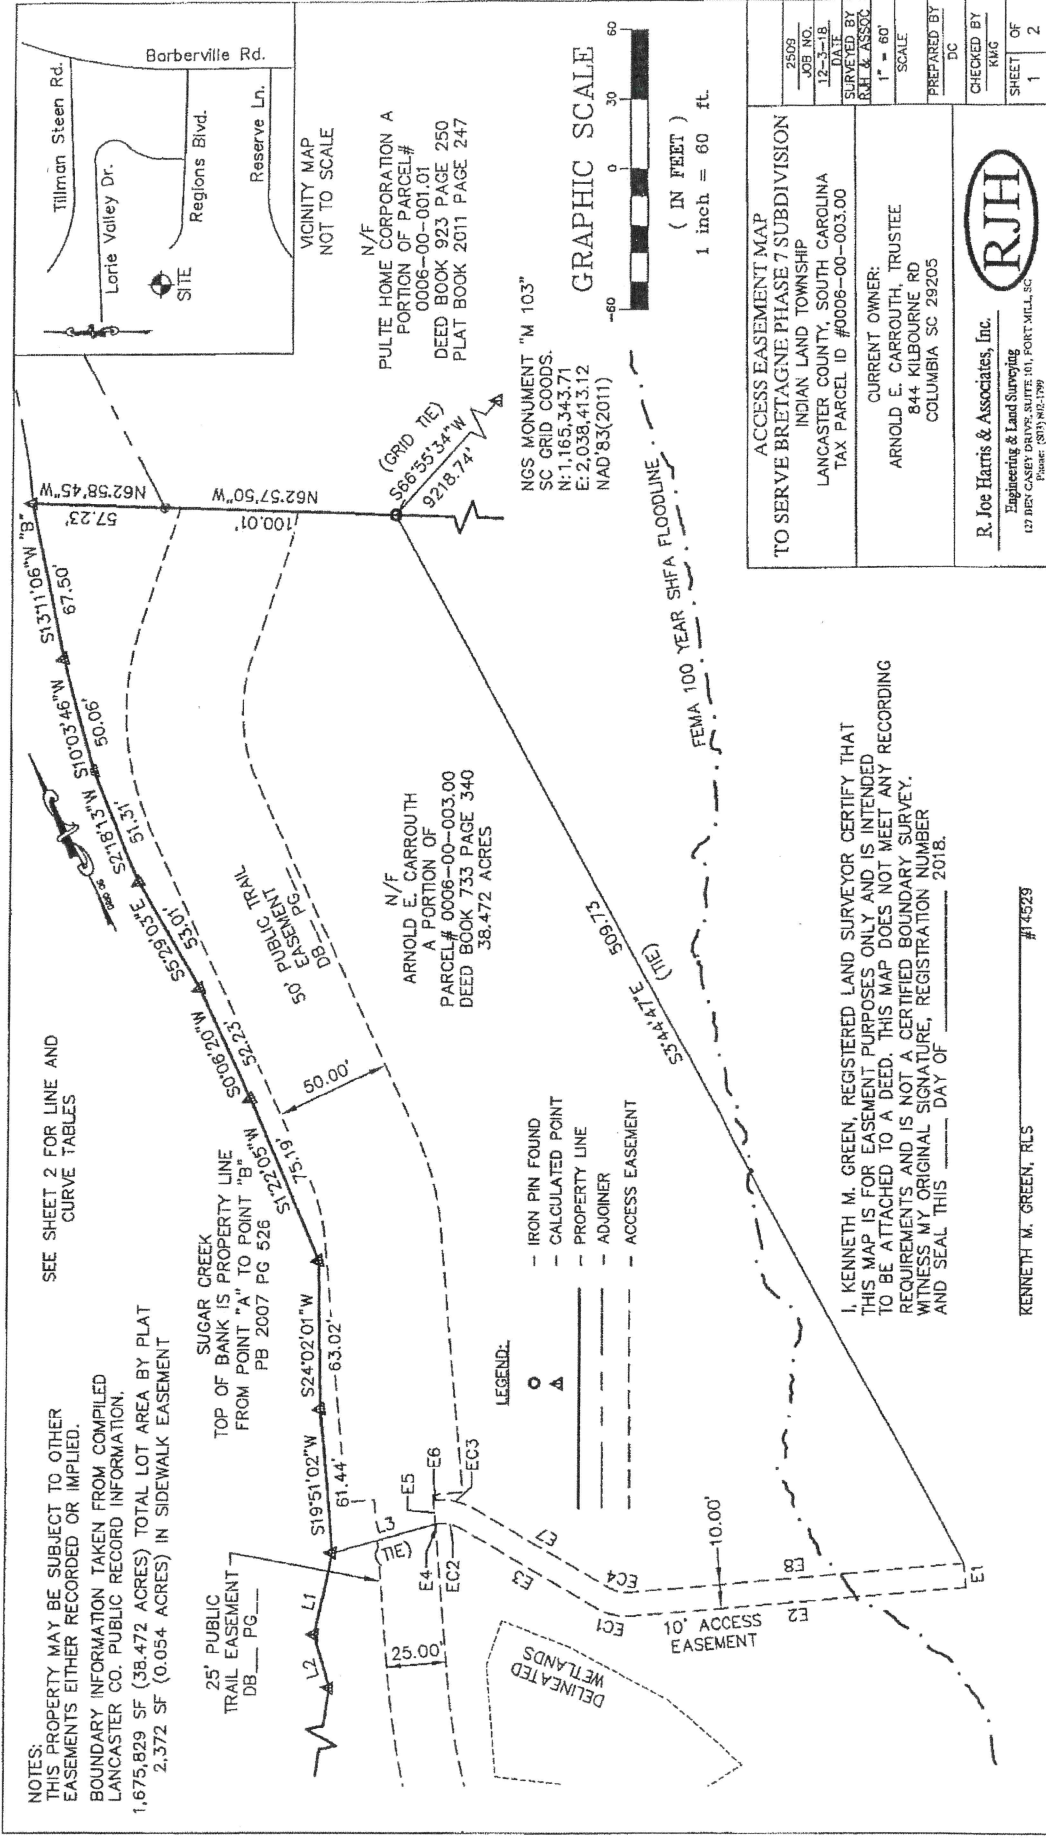 NOTES:
THIS PROPERTY MAY BE SUBJECT TO OTHER
EASEMENTS EITHER RECORDED OR IMPLIED.
BOUNDARY INFORMATION TAKEN FROM COMPILED
LANCASTER CO. PUBLIC RECORD INFORMATION.
1,675,829 SF (38.472 ACRES) TOTAL LOT AREA BY PLAT
2,372 SF (0.054 ACRES) IN SIDEWALK EASEMENT
SEE SHEET 2 FOR LINE AND
CURVE TABLES
SUGAR CREEK
TOP OF BANK IS PROPERTY LINE
FROM POINT "A" TO POINT "B"
PB 2007 PG 526
25' PUBLIC
TRAIL EASEMENT
DB___ PG___
L2
L1
S19°51'02"W
61.44'
S24°02'01"W
63.02'
S1°22'05"W
75.19'
S0°06'20"W
52.23'
S5°29'03"E
53.01'
S2°18'13"W
51.31'
S10°03'46"W
50.06'
S13°11'06"W
67.50'
"B"
N62°58'45"W
57.23'
N62°57'50"W
100.01'
(GRID TIE)
S66°55'34"W
9218.74'
L3
(TIE)
E5
E6
E4
EC2
EC3
E3
E7
EC1
EC4
E2
E8
E1
25.00'
10.00'
50.00'
10' ACCESS
EASEMENT
DELINEATED
WETLANDS
50' PUBLIC TRAIL
EASEMENT
DB___ PG___
N/F
ARNOLD E. CARROUTH
A PORTION OF
PARCEL# 0006-00-003.00
DEED BOOK 733 PAGE 340
38.472 ACRES
S3°44'47"E
509.73
(TIE)
FEMA 100 YEAR SHFA FLOODLINE
LEGEND:
- IRON PIN FOUND
- CALCULATED POINT
- PROPERTY LINE
- ADJOINER
- ACCESS EASEMENT
Tillman Steen Rd.
Barberville Rd.
Lorie Valley Dr.
Regions Blvd.
Reserve Ln.
SITE
VICINITY MAP
NOT TO SCALE
N/F
PULTE HOME CORPORATION A
PORTION OF PARCEL#
0006-00-001.01
DEED BOOK 923 PAGE 250
PLAT BOOK 2011 PAGE 247
NGS MONUMENT "M 103"
SC GRID COODS.
N:1,165,343.71
E:2,038,413.12
NAD'83(2011)
GRAPHIC SCALE
-60 0 30 60
( IN FEET )
1 inch = 60 ft.
I, KENNETH M. GREEN, REGISTERED LAND SURVEYOR CERTIFY THAT
THIS MAP IS FOR EASEMENT PURPOSES ONLY AND IS INTENDED
TO BE ATTACHED TO A DEED. THIS MAP DOES NOT MEET ANY RECORDING
REQUIREMENTS AND IS NOT A CERTIFIED BOUNDARY SURVEY.
WITNESS MY ORIGINAL SIGNATURE, REGISTRATION NUMBER
AND SEAL THIS _____ DAY OF __________ 2018.
KENNETH M. GREEN, RLS #14529
ACCESS EASEMENT MAP
TO SERVE BRETAGNE PHASE 7 SUBDIVISION
INDIAN LAND TOWNSHIP
LANCASTER COUNTY, SOUTH CAROLINA
TAX PARCEL ID #0006-00-003.00
CURRENT OWNER:
ARNOLD E. CARROUTH, TRUSTEE
844 KILBOURNE RD
COLUMBIA SC 29205
R. Joe Harris & Associates, Inc.
Engineering & Land Surveying
127 BEN CASEY DRIVE, SUITE 101, FORT MILL, SC
Phone: (803) 802-1799
RJH
2509
JOB NO.
12-3-18
DATE
SURVEYED BY
RJH & ASSOC
1" = 60'
SCALE
PREPARED BY
DC
CHECKED BY
KMG
SHEET OF
1 2